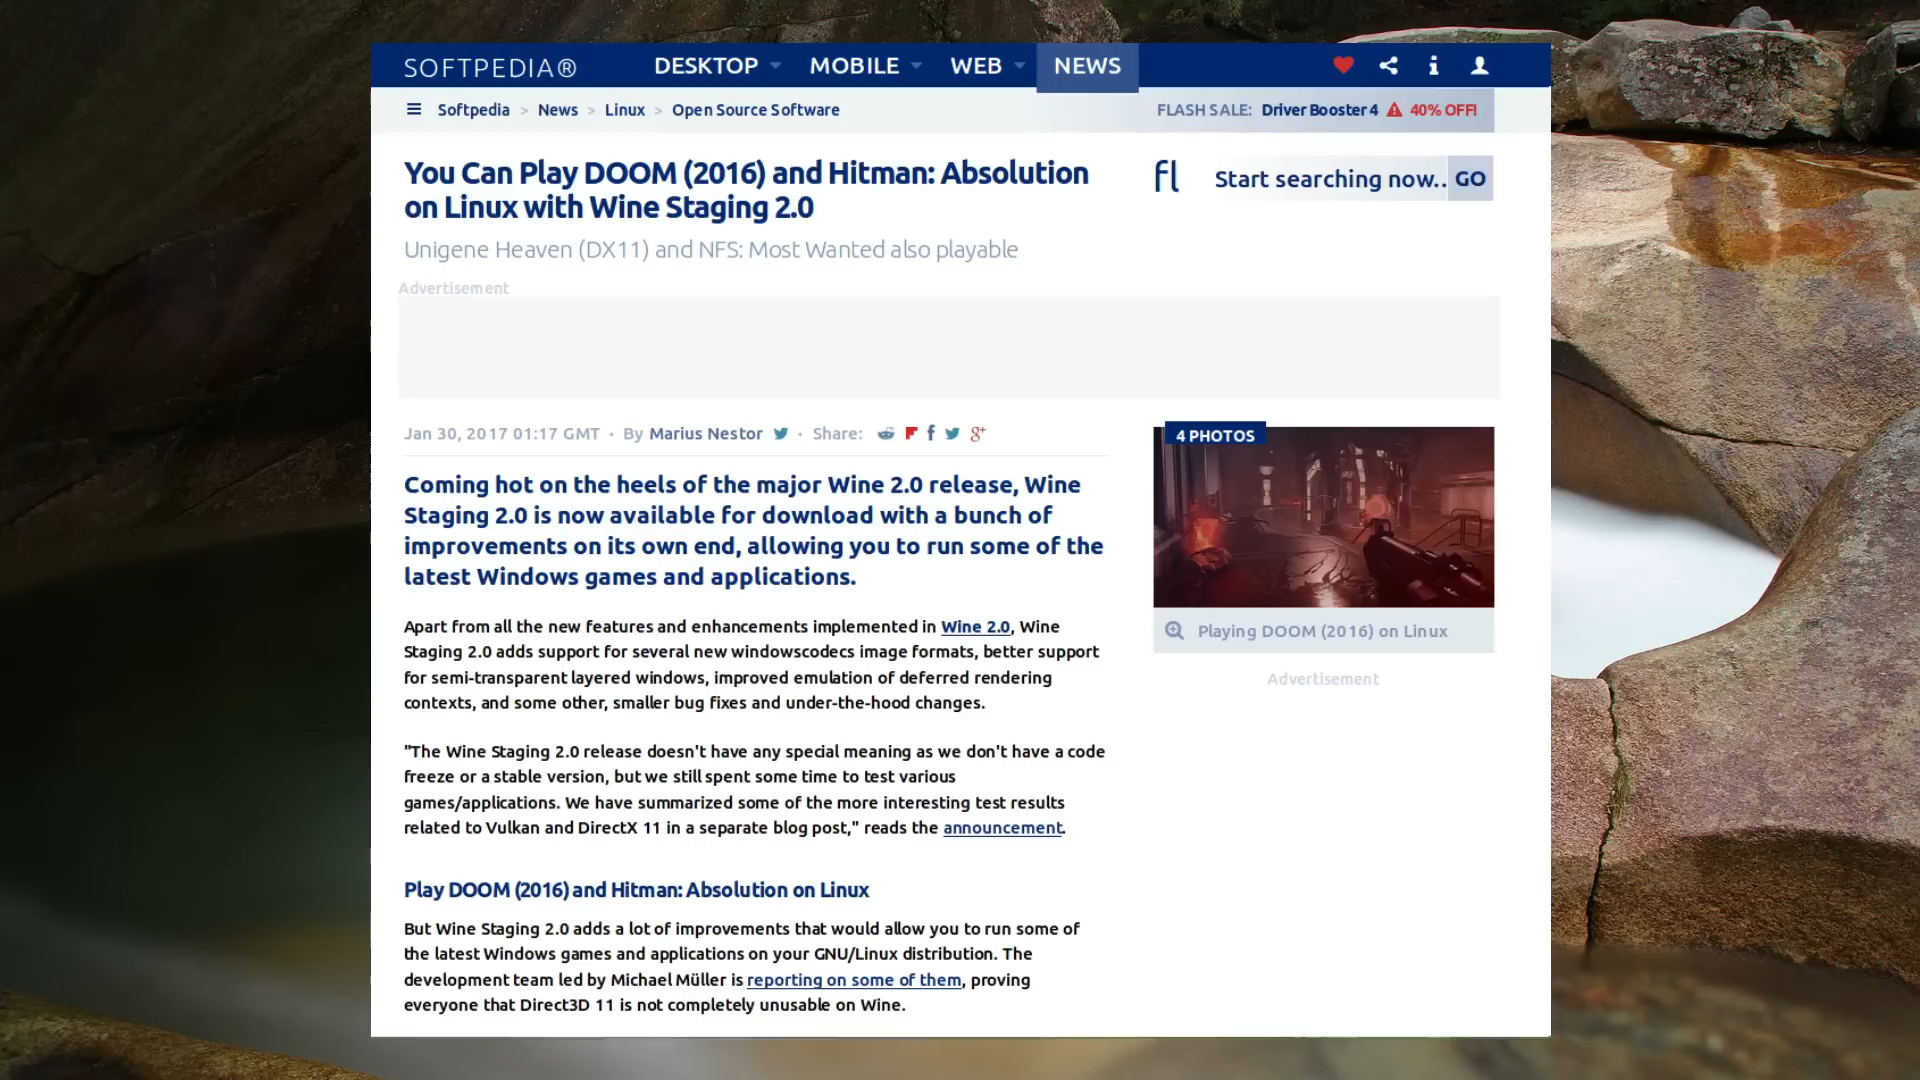 SOFTPEDIA®
DESKTOP
MOBILE
WEB
NEWS
Softpedia > News > Linux > Open Source Software
FLASH SALE: Driver Booster 4 40% OFF!
You Can Play DOOM (2016) and Hitman: Absolution
on Linux with Wine Staging 2.0
Unigene Heaven (DX11) and NFS: Most Wanted also playable
fl
Start searching now..
GO
Advertisement
Jan 30, 2017 01:17 GMT · By Marius Nestor · Share:
Coming hot on the heels of the major Wine 2.0 release, Wine
Staging 2.0 is now available for download with a bunch of
improvements on its own end, allowing you to run some of the
latest Windows games and applications.
Apart from all the new features and enhancements implemented in Wine 2.0, Wine
Staging 2.0 adds support for several new windowscodecs image formats, better support
for semi-transparent layered windows, improved emulation of deferred rendering
contexts, and some other, smaller bug fixes and under-the-hood changes.
"The Wine Staging 2.0 release doesn't have any special meaning as we don't have a code
freeze or a stable version, but we still spent some time to test various
games/applications. We have summarized some of the more interesting test results
related to Vulkan and DirectX 11 in a separate blog post," reads the announcement.
Play DOOM (2016) and Hitman: Absolution on Linux
But Wine Staging 2.0 adds a lot of improvements that would allow you to run some of
the latest Windows games and applications on your GNU/Linux distribution. The
development team led by Michael Müller is reporting on some of them, proving
everyone that Direct3D 11 is not completely unusable on Wine.
4 PHOTOS
Playing DOOM (2016) on Linux
Advertisement